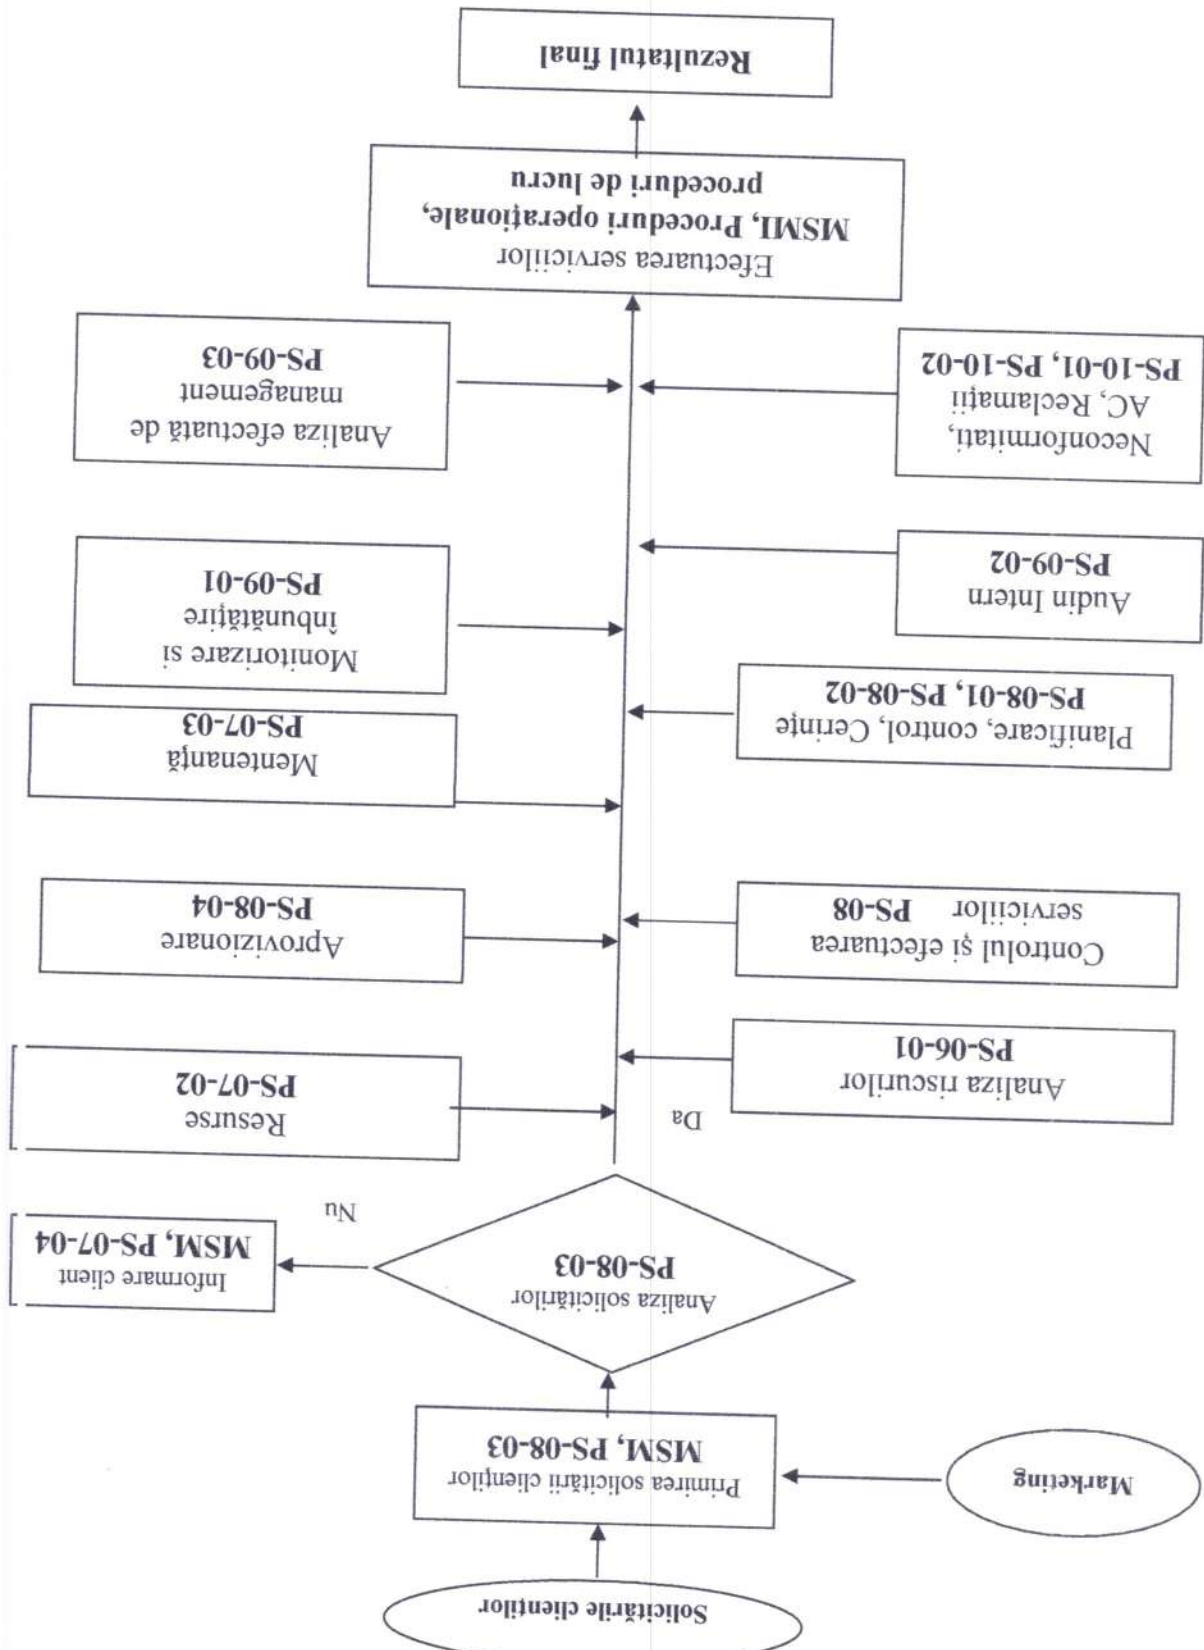 Solicitările clienților
Marketing
Primirea solicitării clienților
MSM, PS-08-03
Analiza solicitărilor
PS-08-03
Nu
Informare client
MSM, PS-07-04
Da
Analiza riscurilor
PS-06-01
Resurse
PS-07-02
Controlul și efectuarea
serviciilor PS-08
Aprovizionare
PS-08-04
Planificare, control, Cerințe
PS-08-01, PS-08-02
Mentenanță
PS-07-03
Audin Intern
PS-09-02
Monitorizare si
înbunătățire
PS-09-01
Neconformitati,
AC, Reclamații
PS-10-01, PS-10-02
Analiza efectuată de
management
PS-09-03
Efectuarea serviciilor
MSMI, Proceduri operaționale,
proceduri de lucru
Rezultatul final